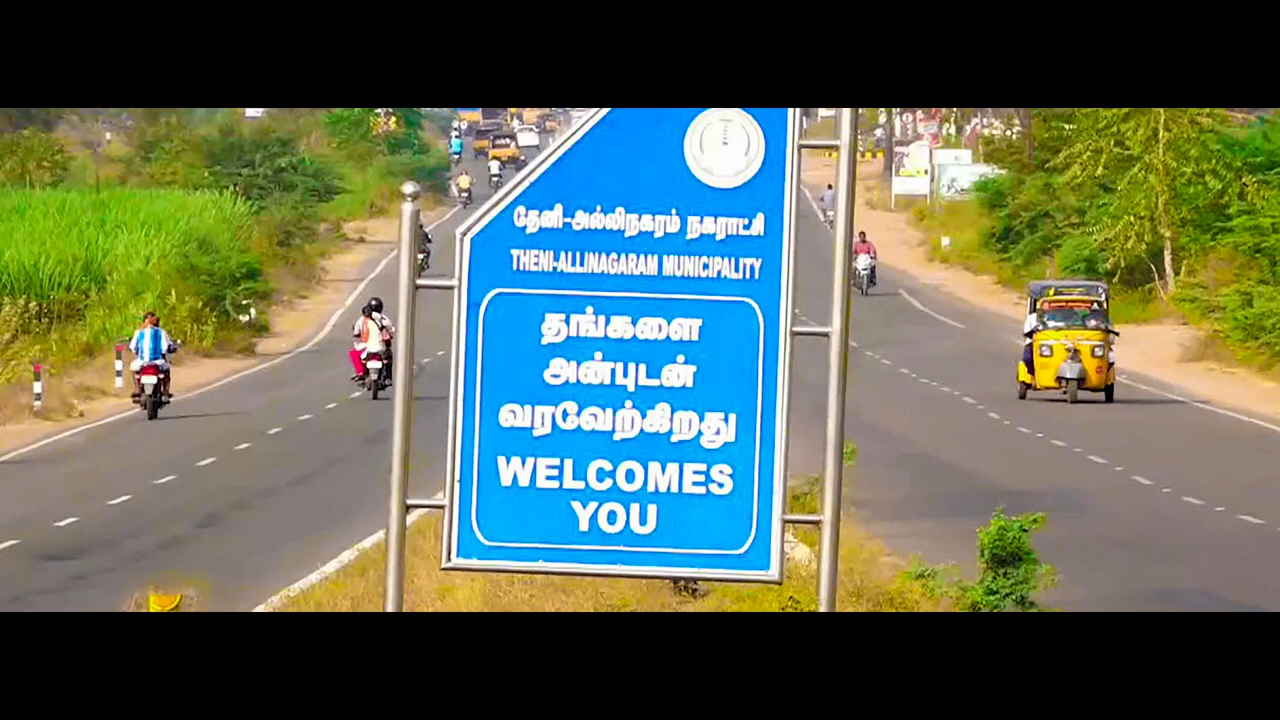 தேனி-அல்லிநகரம் நகராட்சி
THENI-ALLINAGARAM MUNICIPALITY
தங்களை
அன்புடன்
வரவேற்கிறது
WELCOMES
YOU